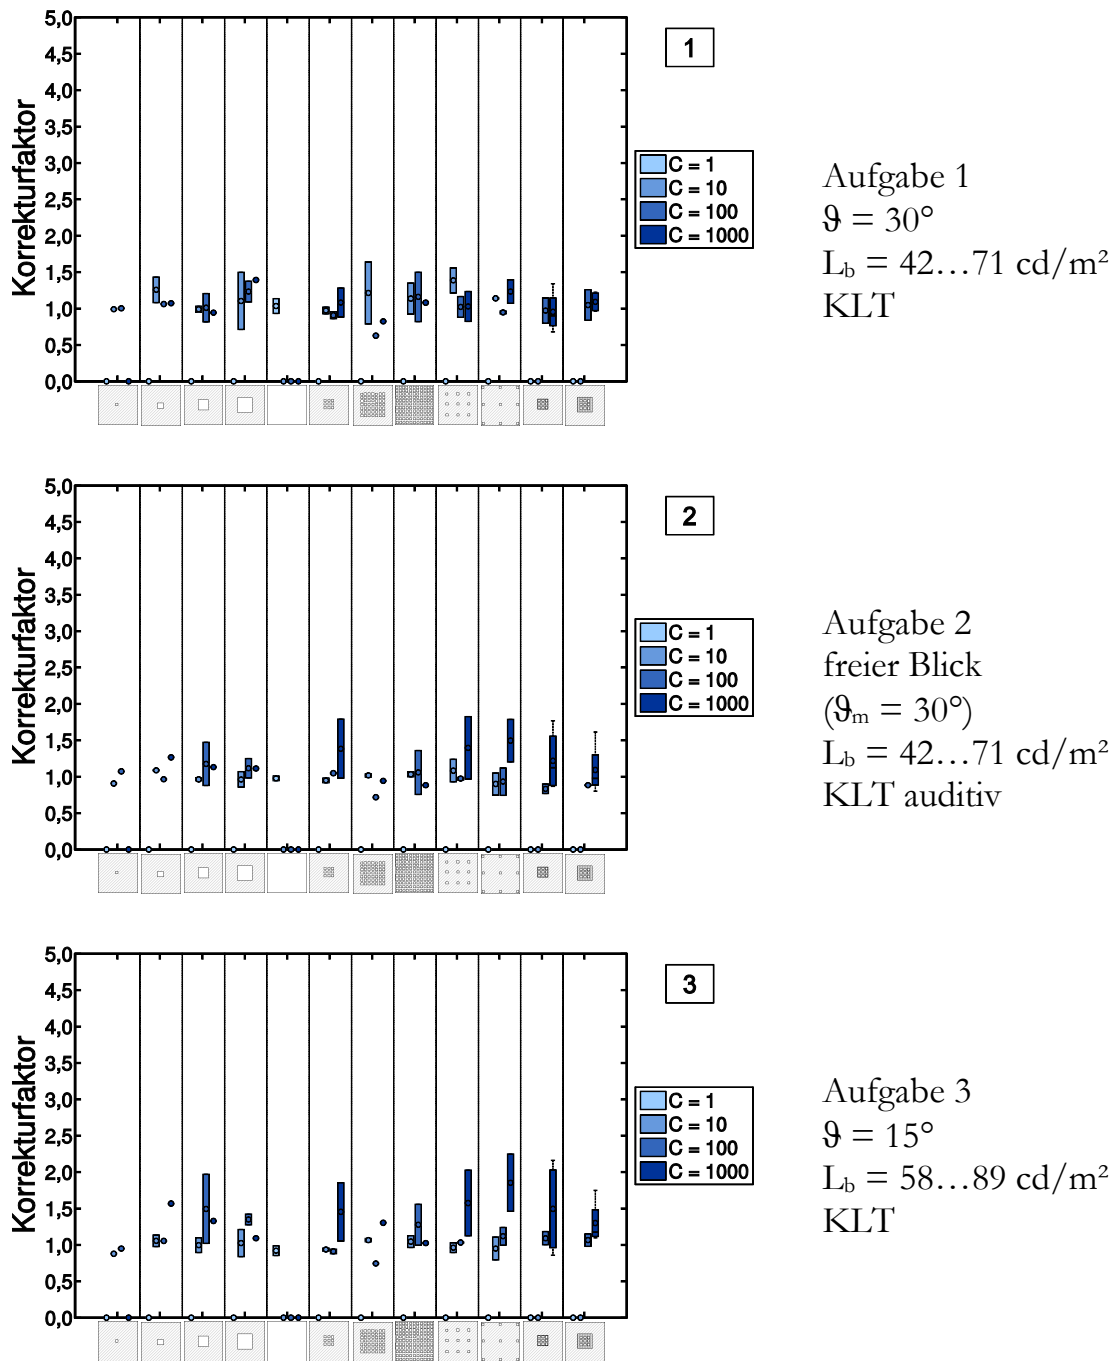 5,0
4,5
4,0
3,5
3,0
2,5
2,0
1,5
1,0
0,5
0,0
Korrekturfaktor
1
C = 1
C = 10
C = 100
C = 1000
Aufgabe 1
ϑ = 30°
L_b = 42…71 cd/m²
KLT
5,0
4,5
4,0
3,5
3,0
2,5
2,0
1,5
1,0
0,5
0,0
Korrekturfaktor
2
C = 1
C = 10
C = 100
C = 1000
Aufgabe 2
freier Blick
(ϑ_m = 30°)
L_b = 42…71 cd/m²
KLT auditiv
5,0
4,5
4,0
3,5
3,0
2,5
2,0
1,5
1,0
0,5
0,0
Korrekturfaktor
3
C = 1
C = 10
C = 100
C = 1000
Aufgabe 3
ϑ = 15°
L_b = 58…89 cd/m²
KLT